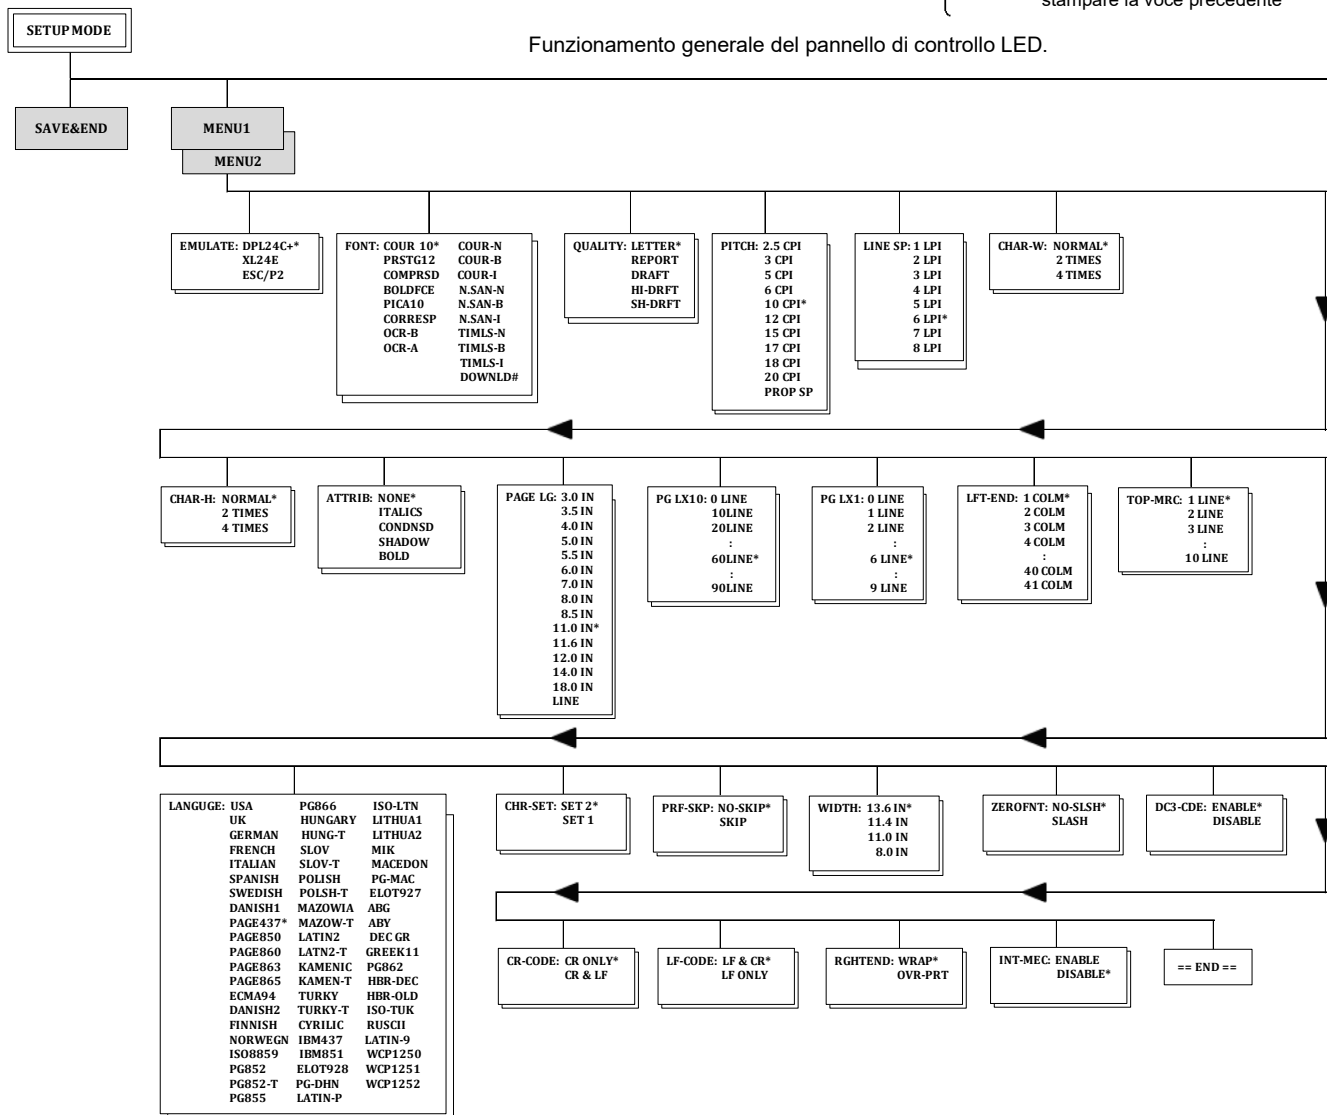 stampare la voce precedente
SETUP MODE
Funzionamento generale del pannello di controllo LED.
SAVE&END
MENU1
MENU2
EMULATE: DPL24C+*
XL24E
ESC/P2
FONT: COUR 10* COUR-N
PRSTG12 COUR-B
COMPRSD COUR-I
BOLDFCE N.SAN-N
PICA10 N.SAN-B
CORRESP N.SAN-I
OCR-B TIMLS-N
OCR-A TIMLS-B
TIMLS-I
DOWNLD#
QUALITY: LETTER*
REPORT
DRAFT
HI-DRFT
SH-DRFT
PITCH: 2.5 CPI
3 CPI
5 CPI
6 CPI
10 CPI*
12 CPI
15 CPI
17 CPI
18 CPI
20 CPI
PROP SP
LINE SP: 1 LPI
2 LPI
3 LPI
4 LPI
5 LPI
6 LPI*
7 LPI
8 LPI
CHAR-W: NORMAL*
2 TIMES
4 TIMES
CHAR-H: NORMAL*
2 TIMES
4 TIMES
ATTRIB: NONE*
ITALICS
CONDNSD
SHADOW
BOLD
PAGE LG: 3.0 IN
3.5 IN
4.0 IN
5.0 IN
5.5 IN
6.0 IN
7.0 IN
8.0 IN
8.5 IN
11.0 IN*
11.6 IN
12.0 IN
14.0 IN
18.0 IN
LINE
PG LX10: 0 LINE
10LINE
20LINE
:
60LINE*
:
90LINE
PG LX1: 0 LINE
1 LINE
2 LINE
:
6 LINE*
:
9 LINE
LFT-END: 1 COLM*
2 COLM
3 COLM
4 COLM
:
40 COLM
41 COLM
TOP-MRC: 1 LINE*
2 LINE
3 LINE
:
10 LINE
LANGUGE: USA PG866 ISO-LTN
UK HUNGARY LITHUA1
GERMAN HUNG-T LITHUA2
FRENCH SLOV MIK
ITALIAN SLOV-T MACEDON
SPANISH POLISH PG-MAC
SWEDISH POLSH-T ELOT927
DANISH1 MAZOWIA ABG
PAGE437* MAZOW-T ABY
PAGE850 LATIN2 DEC GR
PAGE860 LATN2-T GREEK11
PAGE863 KAMENIC PG862
PAGE865 KAMEN-T HBR-DEC
ECMA94 TURKY HBR-OLD
DANISH2 TURKY-T ISO-TUK
FINNISH CYRILIC RUSCII
NORWEGN IBM437 LATIN-9
ISO8859 IBM851 WCP1250
PG852 ELOT928 WCP1251
PG852-T PG-DHN WCP1252
PG855 LATIN-P
CHR-SET: SET 2*
SET 1
PRF-SKP: NO-SKIP*
SKIP
WIDTH: 13.6 IN*
11.4 IN
11.0 IN
8.0 IN
ZEROFNT: NO-SLSH*
SLASH
DC3-CDE: ENABLE*
DISABLE
CR-CODE: CR ONLY*
CR & LF
LF-CODE: LF & CR*
LF ONLY
RGHTEND: WRAP*
OVR-PRT
INT-MEC: ENABLE
DISABLE*
== END ==